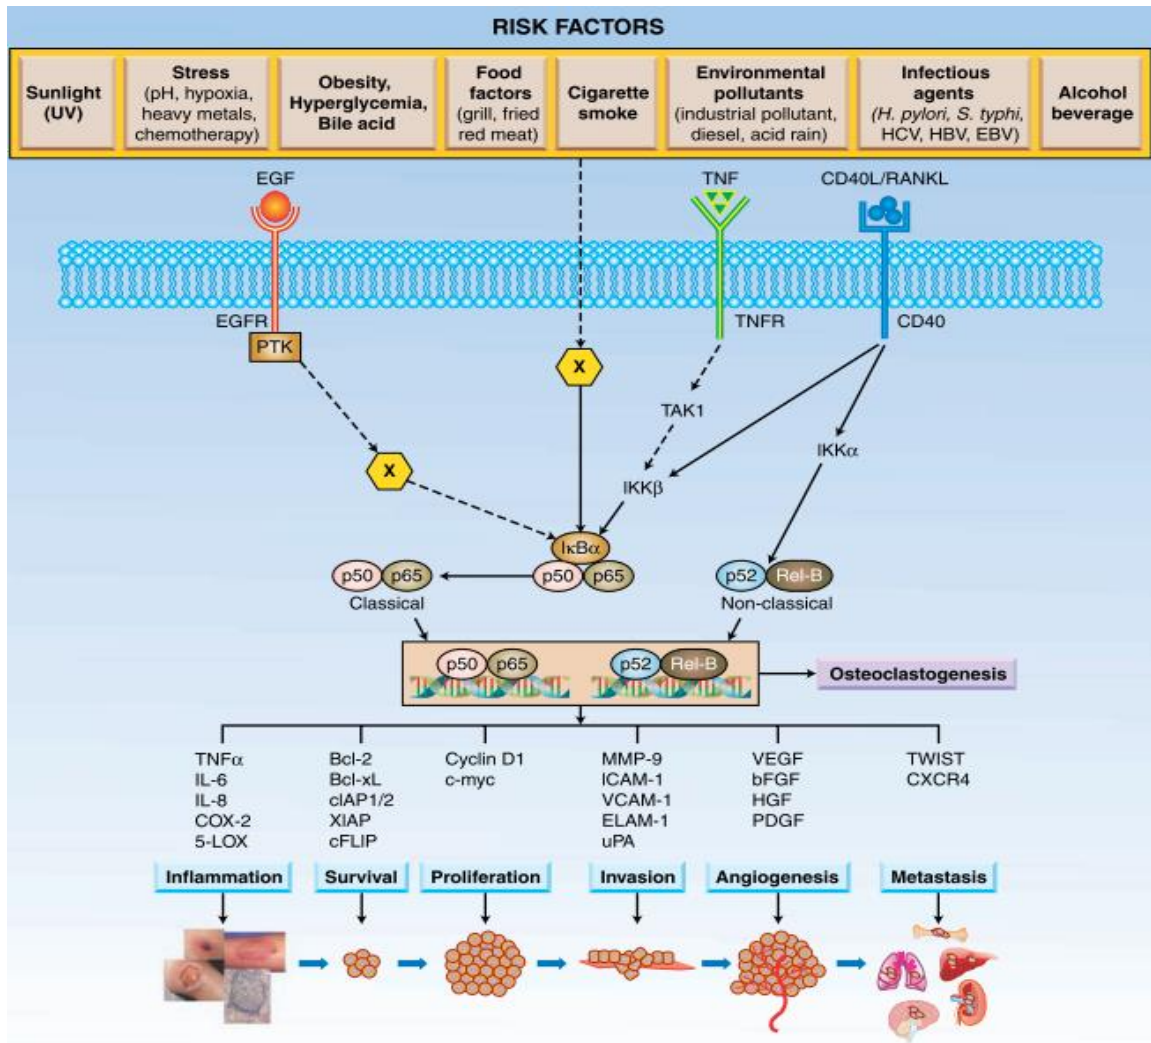 RISK FACTORS
Sunlight
(UV)
Stress
(pH, hypoxia,
heavy metals,
chemotherapy)
Obesity,
Hyperglycemia,
Bile acid
Food
factors
(grill, fried
red meat)
Cigarette
smoke
Environmental
pollutants
(industrial pollutant,
diesel, acid rain)
Infectious
agents
(H. pylori, S. typhi,
HCV, HBV, EBV)
Alcohol
beverage
EGF
TNF
CD40L/RANKL
EGFR
TNFR
CD40
PTK
X
TAK1
IKKα
X
IKKβ
IκBα
p50 p65
p50 p65
p52 Rel-B
Classical
Non-classical
p50 p65
p52 Rel-B
Osteoclastogenesis
TNFα
IL-6
IL-8
COX-2
5-LOX
Bcl-2
Bcl-xL
cIAP1/2
XIAP
cFLIP
Cyclin D1
c-myc
MMP-9
ICAM-1
VCAM-1
ELAM-1
uPA
VEGF
bFGF
HGF
PDGF
TWIST
CXCR4
Inflammation
Survival
Proliferation
Invasion
Angiogenesis
Metastasis